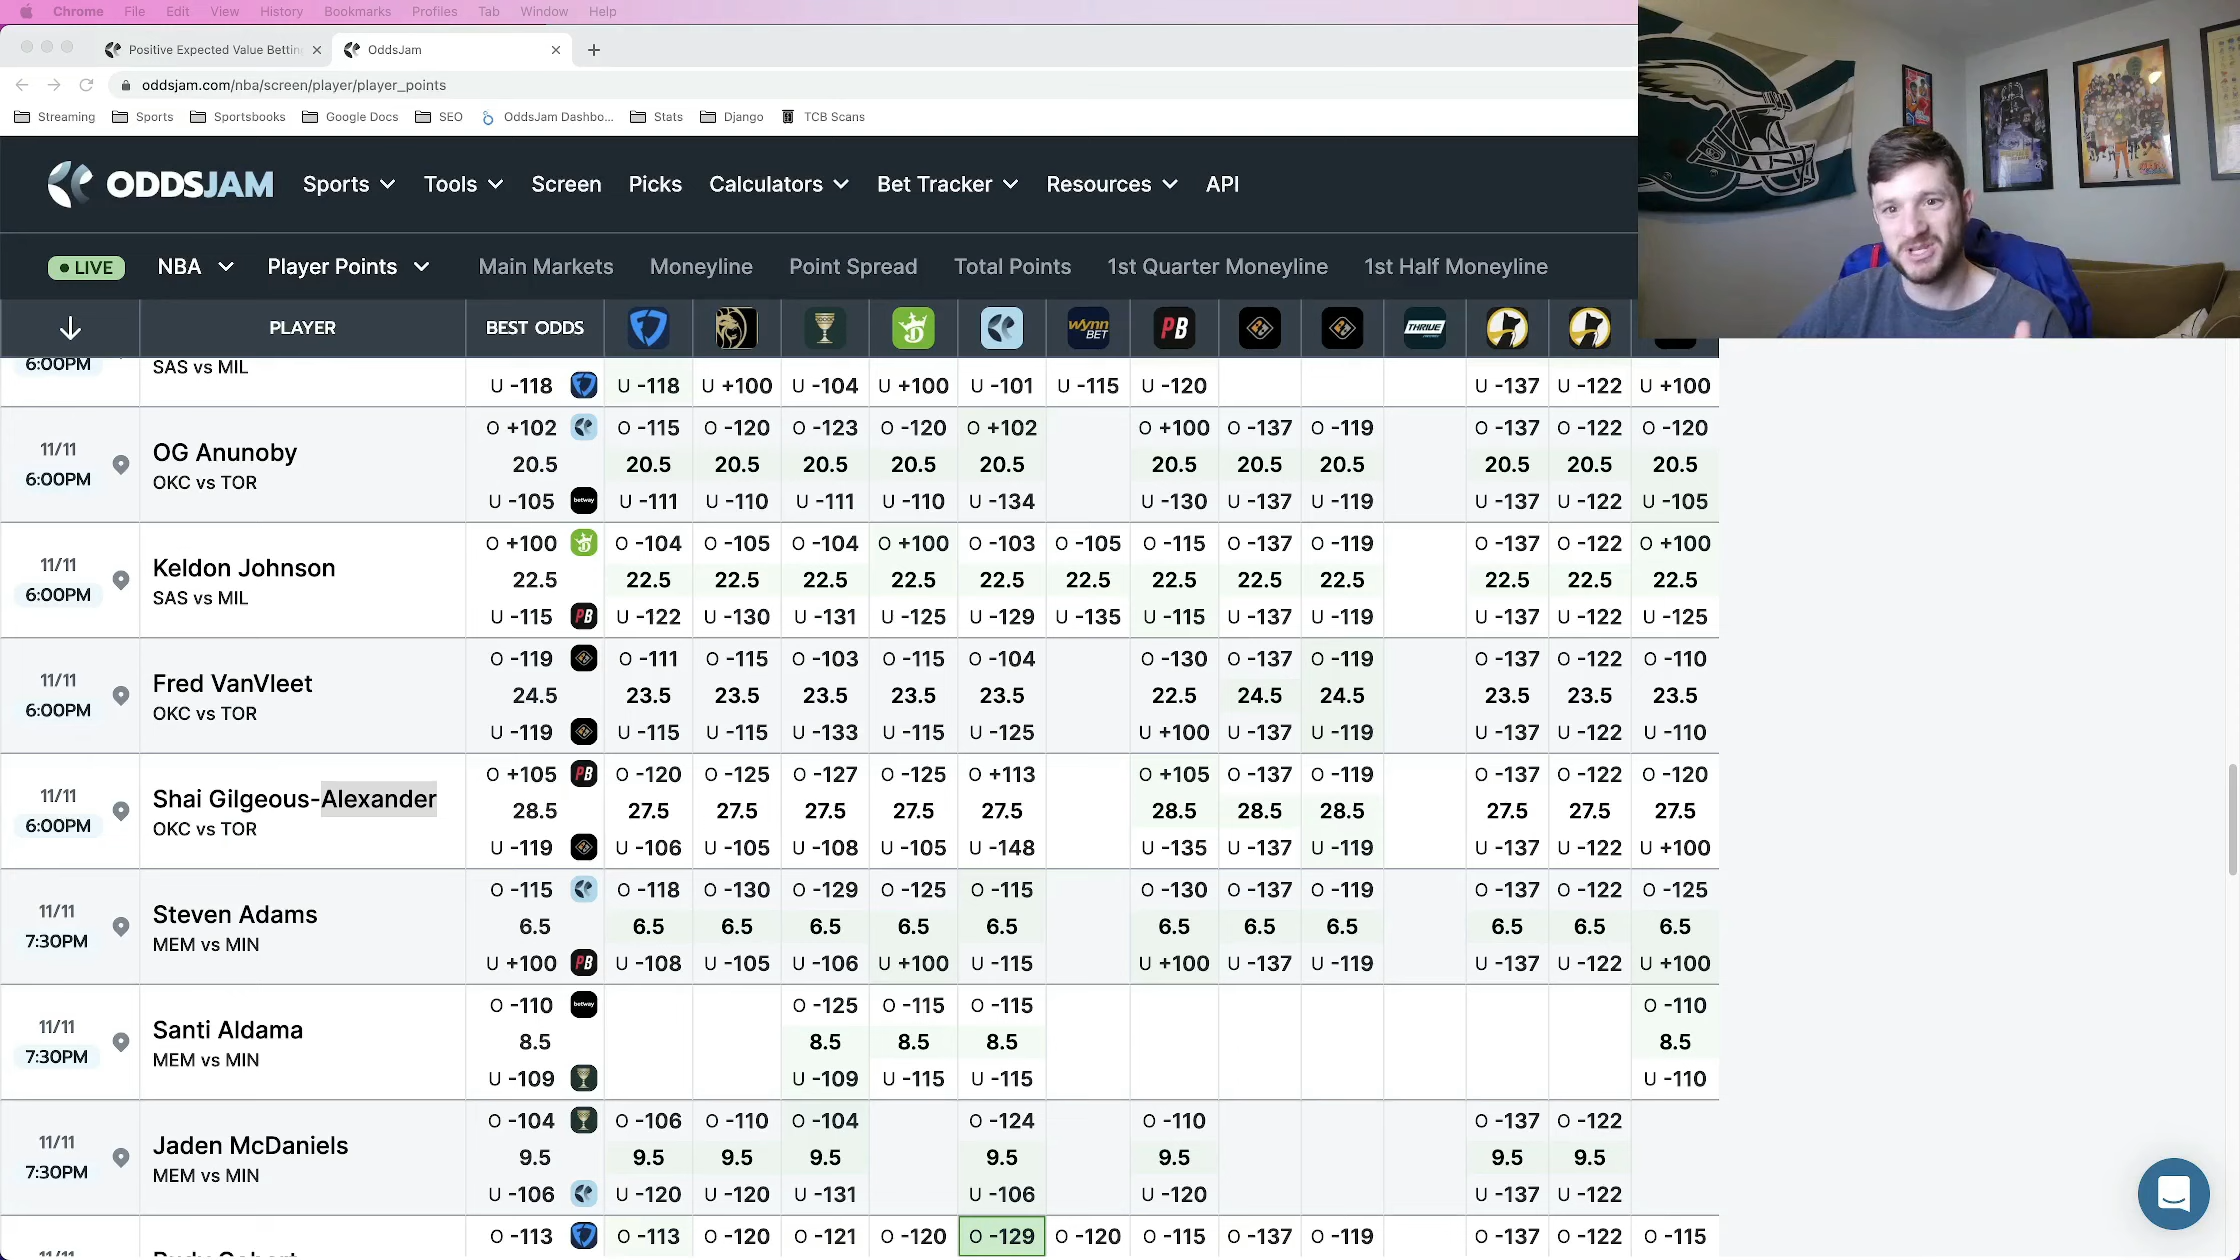 Chrome File Edit View History Bookmarks Profiles Tab Window Help
Positive Expected Value Bettin
OddsJam
oddsjam.com/nba/screen/player/player_points
Streaming Sports Sportsbooks Google Docs SEO OddsJam Dashbo... Stats Django TCB Scans
ODDSJAM Sports Tools Screen Picks Calculators Bet Tracker Resources API
LIVE NBA Player Points Main Markets Moneyline Point Spread Total Points 1st Quarter Moneyline 1st Half Moneyline
PLAYER BEST ODDS WYNN BET PB THRIVE
6:00PM SAS vs MIL
U -118 U -118 U +100 U -104 U +100 U -101 U -115 U -120 U -137 U -122 U +100
O +102 O -115 O -120 O -123 O -120 O +102 O +100 O -137 O -119 O -137 O -122 O -120
11/11 OG Anunoby
20.5 20.5 20.5 20.5 20.5 20.5 20.5 20.5 20.5 20.5 20.5 20.5
6:00PM OKC vs TOR
U -105 betway U -111 U -110 U -111 U -110 U -134 U -130 U -137 U -119 U -137 U -122 U -105
O +100 O -104 O -105 O -104 O +100 O -103 O -105 O -115 O -137 O -119 O -137 O -122 O +100
11/11 Keldon Johnson
22.5 22.5 22.5 22.5 22.5 22.5 22.5 22.5 22.5 22.5 22.5 22.5 22.5
6:00PM SAS vs MIL
U -115 PB U -122 U -130 U -131 U -125 U -129 U -135 U -115 U -137 U -119 U -137 U -122 U -125
O -119 O -111 O -115 O -103 O -115 O -104 O -130 O -137 O -119 O -137 O -122 O -110
11/11 Fred VanVleet
24.5 23.5 23.5 23.5 23.5 23.5 22.5 24.5 24.5 23.5 23.5 23.5
6:00PM OKC vs TOR
U -119 U -115 U -115 U -133 U -115 U -125 U +100 U -137 U -119 U -137 U -122 U -110
O +105 PB O -120 O -125 O -127 O -125 O +113 O +105 O -137 O -119 O -137 O -122 O -120
11/11 Shai Gilgeous-Alexander
28.5 27.5 27.5 27.5 27.5 27.5 28.5 28.5 28.5 27.5 27.5 27.5
6:00PM OKC vs TOR
U -119 U -106 U -105 U -108 U -105 U -148 U -135 U -137 U -119 U -137 U -122 U +100
O -115 O -118 O -130 O -129 O -125 O -115 O -130 O -137 O -119 O -137 O -122 O -125
11/11 Steven Adams
6.5 6.5 6.5 6.5 6.5 6.5 6.5 6.5 6.5 6.5 6.5 6.5
7:30PM MEM vs MIN
U +100 PB U -108 U -105 U -106 U +100 U -115 U +100 U -137 U -119 U -137 U -122 U +100
O -110 betway O -125 O -115 O -115 O -110
11/11 Santi Aldama
8.5 8.5 8.5 8.5 8.5
7:30PM MEM vs MIN
U -109 U -109 U -115 U -115 U -110
O -104 O -106 O -110 O -104 O -124 O -110 O -137 O -122
11/11 Jaden McDaniels
9.5 9.5 9.5 9.5 9.5 9.5 9.5 9.5
7:30PM MEM vs MIN
U -106 U -120 U -120 U -131 U -106 U -120 U -137 U -122
O -113 O -113 O -120 O -121 O -120 O -129 O -120 O -115 O -137 O -119 O -137 O -122 O -115